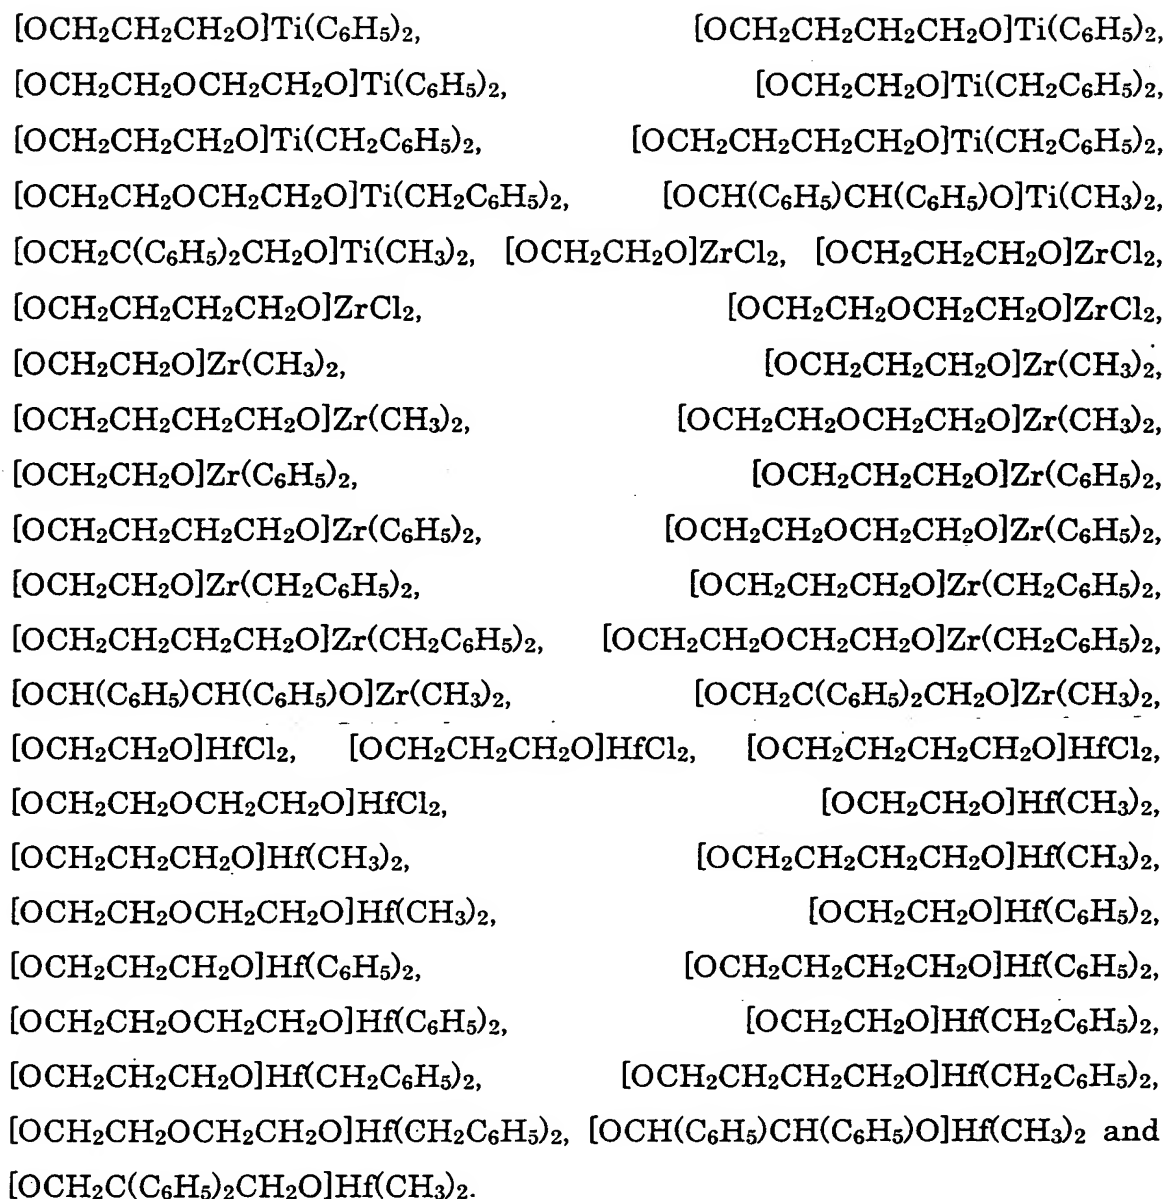 [OCH₂CH₂CH₂O]Ti(C₆H₅)₂, [OCH₂CH₂CH₂CH₂O]Ti(C₆H₅)₂,
[OCH₂CH₂OCH₂CH₂O]Ti(C₆H₅)₂, [OCH₂CH₂O]Ti(CH₂C₆H₅)₂,
[OCH₂CH₂CH₂O]Ti(CH₂C₆H₅)₂, [OCH₂CH₂CH₂CH₂O]Ti(CH₂C₆H₅)₂,
[OCH₂CH₂OCH₂CH₂O]Ti(CH₂C₆H₅)₂, [OCH(C₆H₅)CH(C₆H₅)O]Ti(CH₃)₂,
[OCH₂C(C₆H₅)₂CH₂O]Ti(CH₃)₂, [OCH₂CH₂O]ZrCl₂, [OCH₂CH₂CH₂O]ZrCl₂,
[OCH₂CH₂CH₂CH₂O]ZrCl₂, [OCH₂CH₂OCH₂CH₂O]ZrCl₂,
[OCH₂CH₂O]Zr(CH₃)₂, [OCH₂CH₂CH₂O]Zr(CH₃)₂,
[OCH₂CH₂CH₂CH₂O]Zr(CH₃)₂, [OCH₂CH₂OCH₂CH₂O]Zr(CH₃)₂,
[OCH₂CH₂O]Zr(C₆H₅)₂, [OCH₂CH₂CH₂O]Zr(C₆H₅)₂,
[OCH₂CH₂CH₂CH₂O]Zr(C₆H₅)₂, [OCH₂CH₂OCH₂CH₂O]Zr(C₆H₅)₂,
[OCH₂CH₂O]Zr(CH₂C₆H₅)₂, [OCH₂CH₂CH₂O]Zr(CH₂C₆H₅)₂,
[OCH₂CH₂CH₂CH₂O]Zr(CH₂C₆H₅)₂, [OCH₂CH₂OCH₂CH₂O]Zr(CH₂C₆H₅)₂,
[OCH(C₆H₅)CH(C₆H₅)O]Zr(CH₃)₂, [OCH₂C(C₆H₅)₂CH₂O]Zr(CH₃)₂,
[OCH₂CH₂O]HfCl₂, [OCH₂CH₂CH₂O]HfCl₂, [OCH₂CH₂CH₂CH₂O]HfCl₂,
[OCH₂CH₂OCH₂CH₂O]HfCl₂, [OCH₂CH₂O]Hf(CH₃)₂,
[OCH₂CH₂CH₂O]Hf(CH₃)₂, [OCH₂CH₂CH₂CH₂O]Hf(CH₃)₂,
[OCH₂CH₂OCH₂CH₂O]Hf(CH₃)₂, [OCH₂CH₂O]Hf(C₆H₅)₂,
[OCH₂CH₂CH₂O]Hf(C₆H₅)₂, [OCH₂CH₂CH₂CH₂O]Hf(C₆H₅)₂,
[OCH₂CH₂OCH₂CH₂O]Hf(C₆H₅)₂, [OCH₂CH₂O]Hf(CH₂C₆H₅)₂,
[OCH₂CH₂CH₂O]Hf(CH₂C₆H₅)₂, [OCH₂CH₂CH₂CH₂O]Hf(CH₂C₆H₅)₂,
[OCH₂CH₂OCH₂CH₂O]Hf(CH₂C₆H₅)₂, [OCH(C₆H₅)CH(C₆H₅)O]Hf(CH₃)₂ and
[OCH₂C(C₆H₅)₂CH₂O]Hf(CH₃)₂.